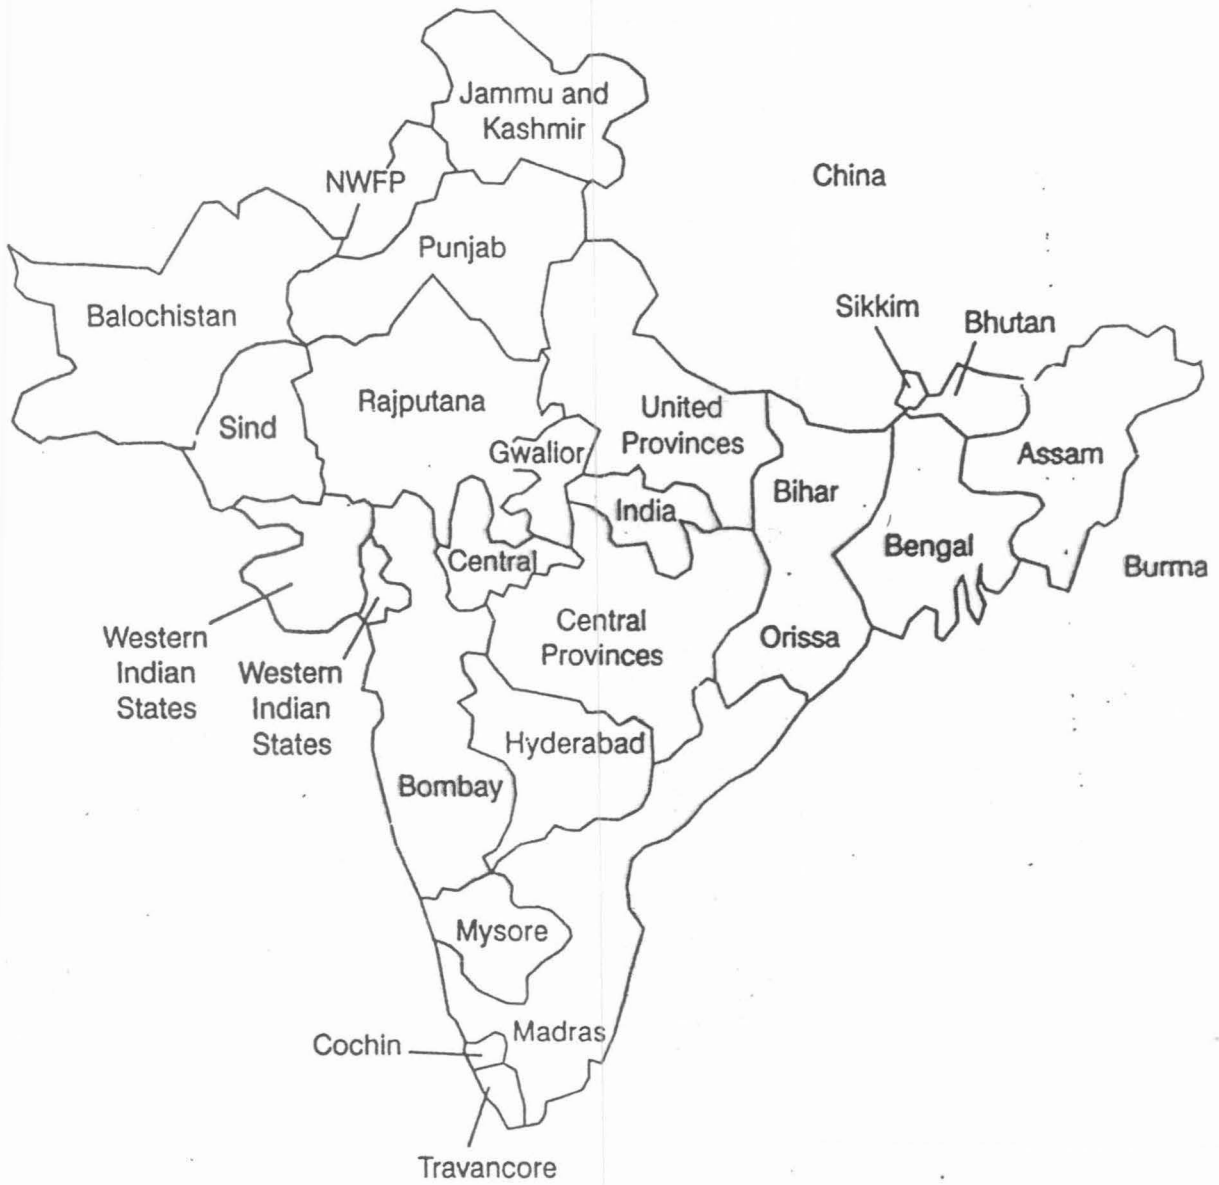 Jammu and
Kashmir
China
NWFP
Punjab
Balochistan
Sikkim
Bhutan
Rajputana
United
Provinces
Sind
Gwalior
Assam
Bihar
India
Bengal
Central
Burma
Central
Provinces
Orissa
Western
Indian
States
Western
Indian
States
Hyderabad
Bombay
Mysore
Madras
Cochin
Travancore